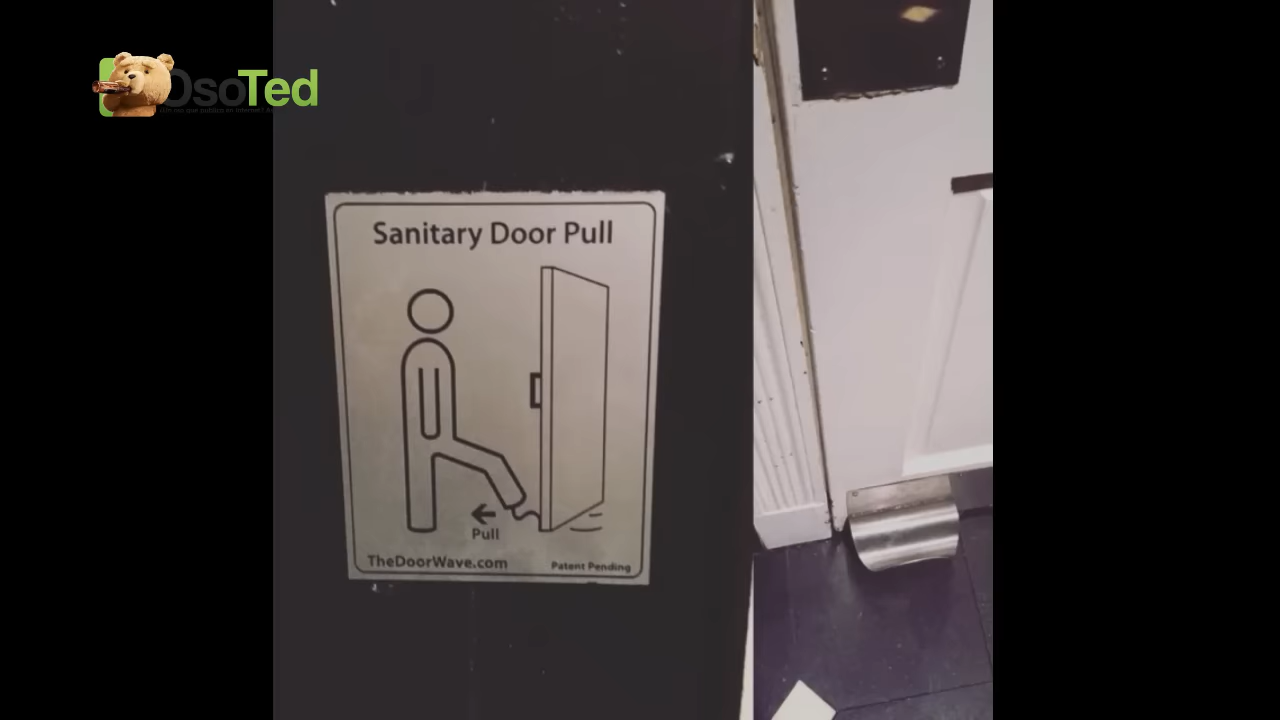 OsoTed
Sanitary Door Pull
Pull
TheDoorWave.com
Patent Pending